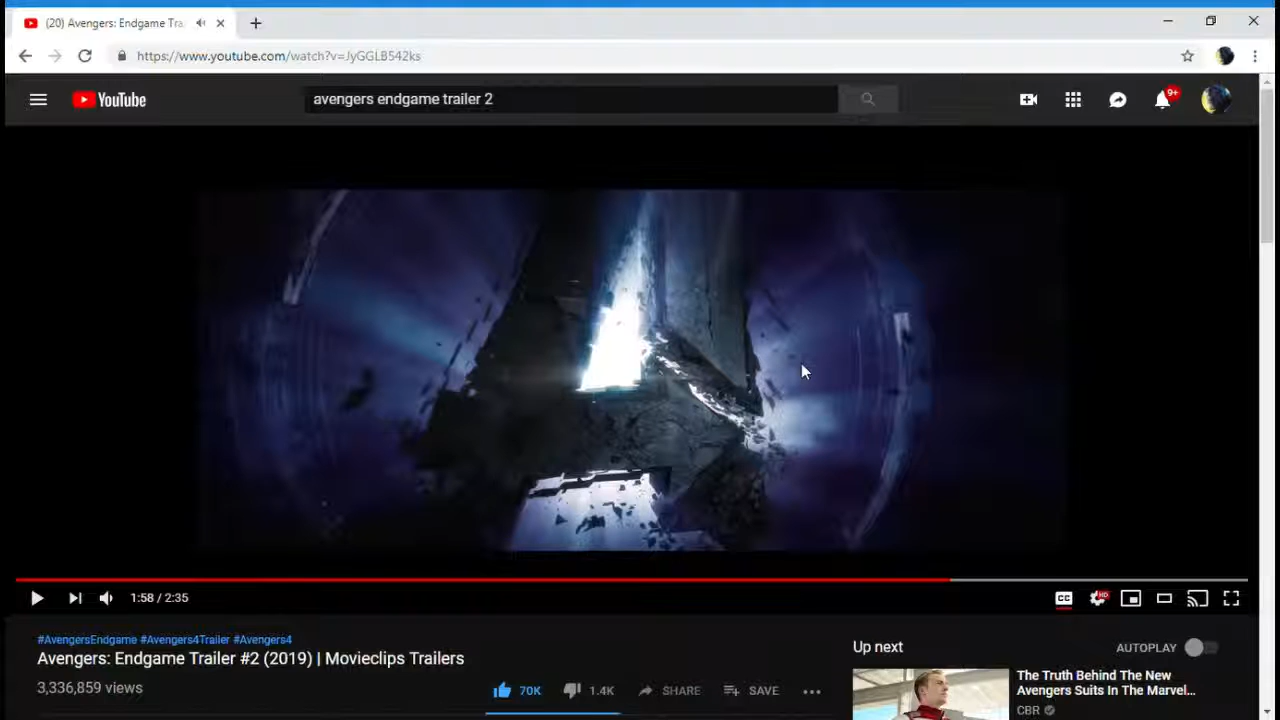 (20) Avengers: Endgame Tra
https://www.youtube.com/watch?v=JyGGLB542ks
YouTube
avengers endgame trailer 2
9+
1:58 / 2:35
CC
HD
#AvengersEndgame #Avengers4Trailer #Avengers4
Avengers: Endgame Trailer #2 (2019) | Movieclips Trailers
3,336,859 views
70K
1.4K
SHARE
SAVE
Up next
AUTOPLAY
The Truth Behind The New
Avengers Suits In The Marvel...
CBR